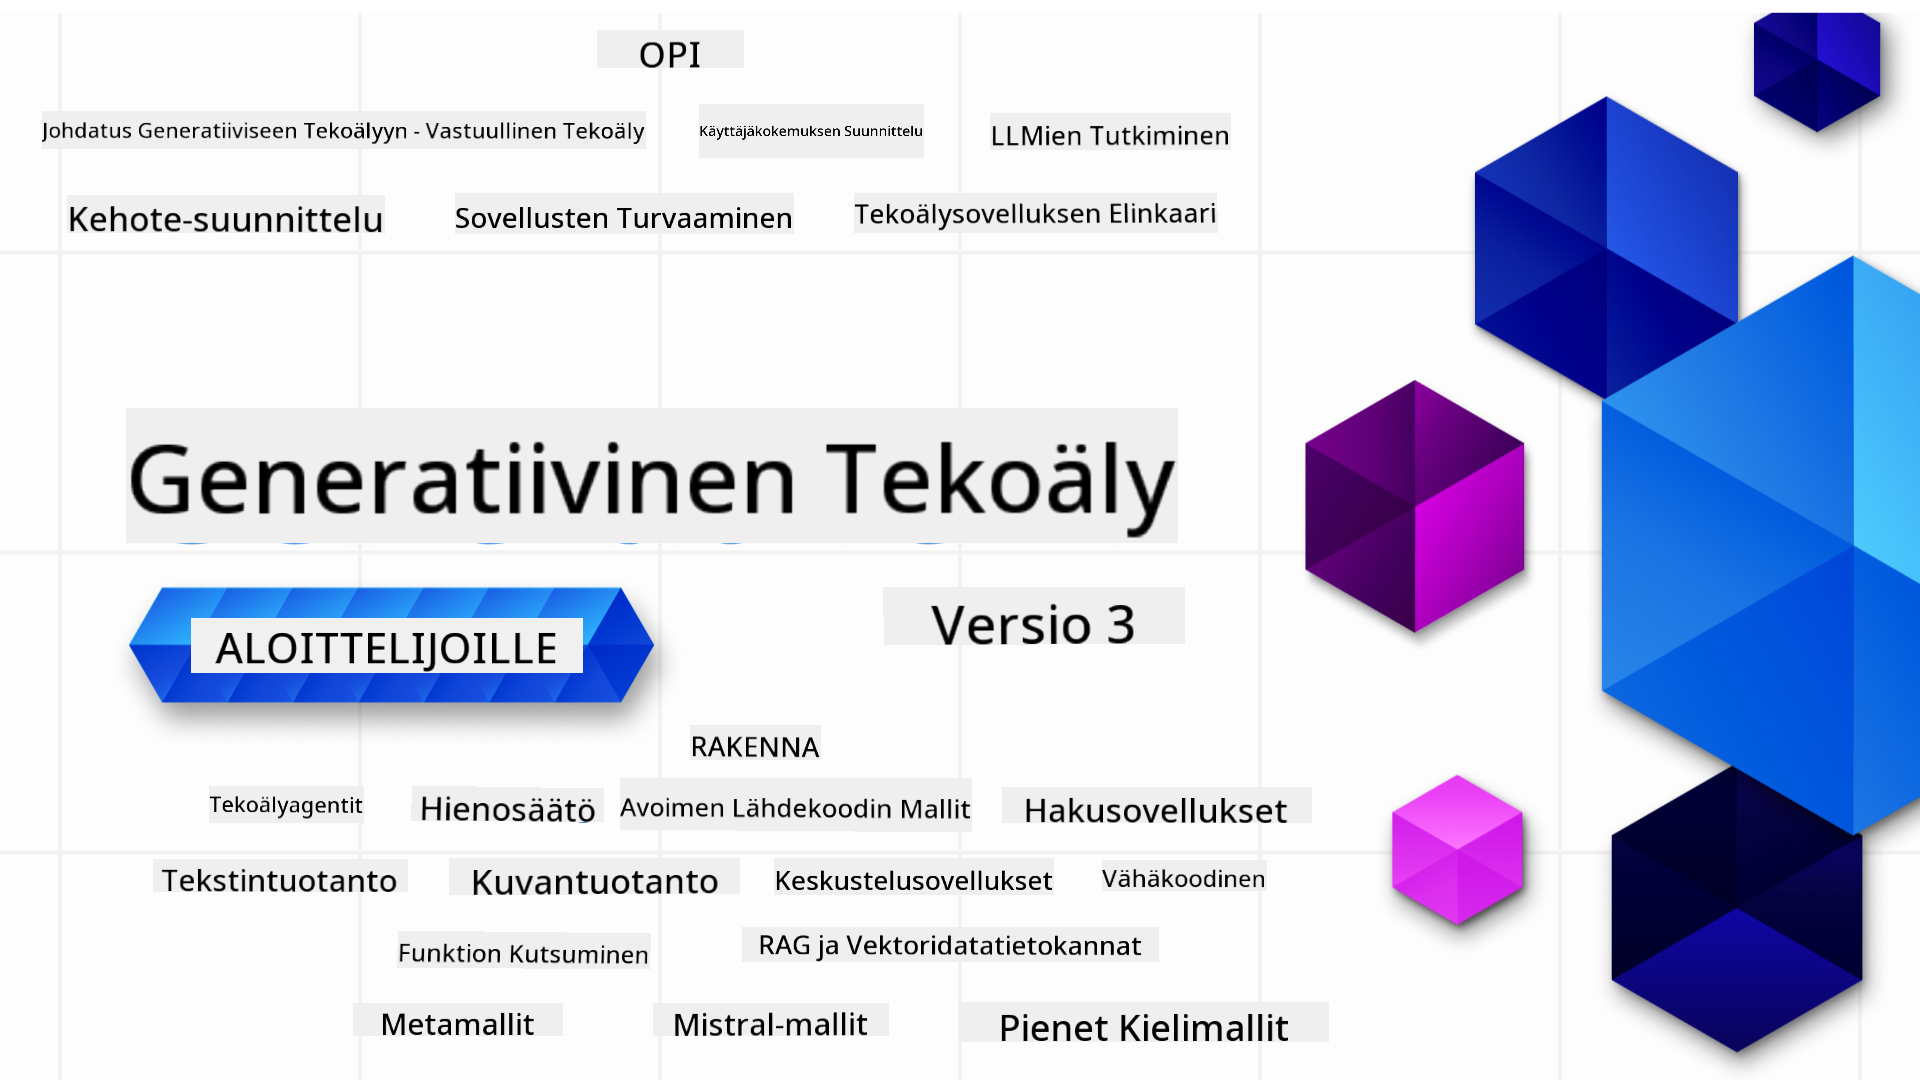 OPI
Johdatus Generatiiviseen Tekoälyyn - Vastuullinen Tekoäly
Käyttäjäkokemuksen Suunnittelu
LLMien Tutkiminen
Kehote-suunnittelu
Sovellusten Turvaaminen
Tekoälysovelluksen Elinkaari
Generatiivinen Tekoäly
ALOITTELIJOILLE
Versio 3
RAKENNA
Tekoälyagentit
Hienosäätö
Avoimen Lähdekoodin Mallit
Hakusovellukset
Tekstintuotanto
Kuvantuotanto
Keskustelusovellukset
Vähäkoodinen
Funktion Kutsuminen
RAG ja Vektoridatatietokannat
Metamallit
Mistral-mallit
Pienet Kielimallit